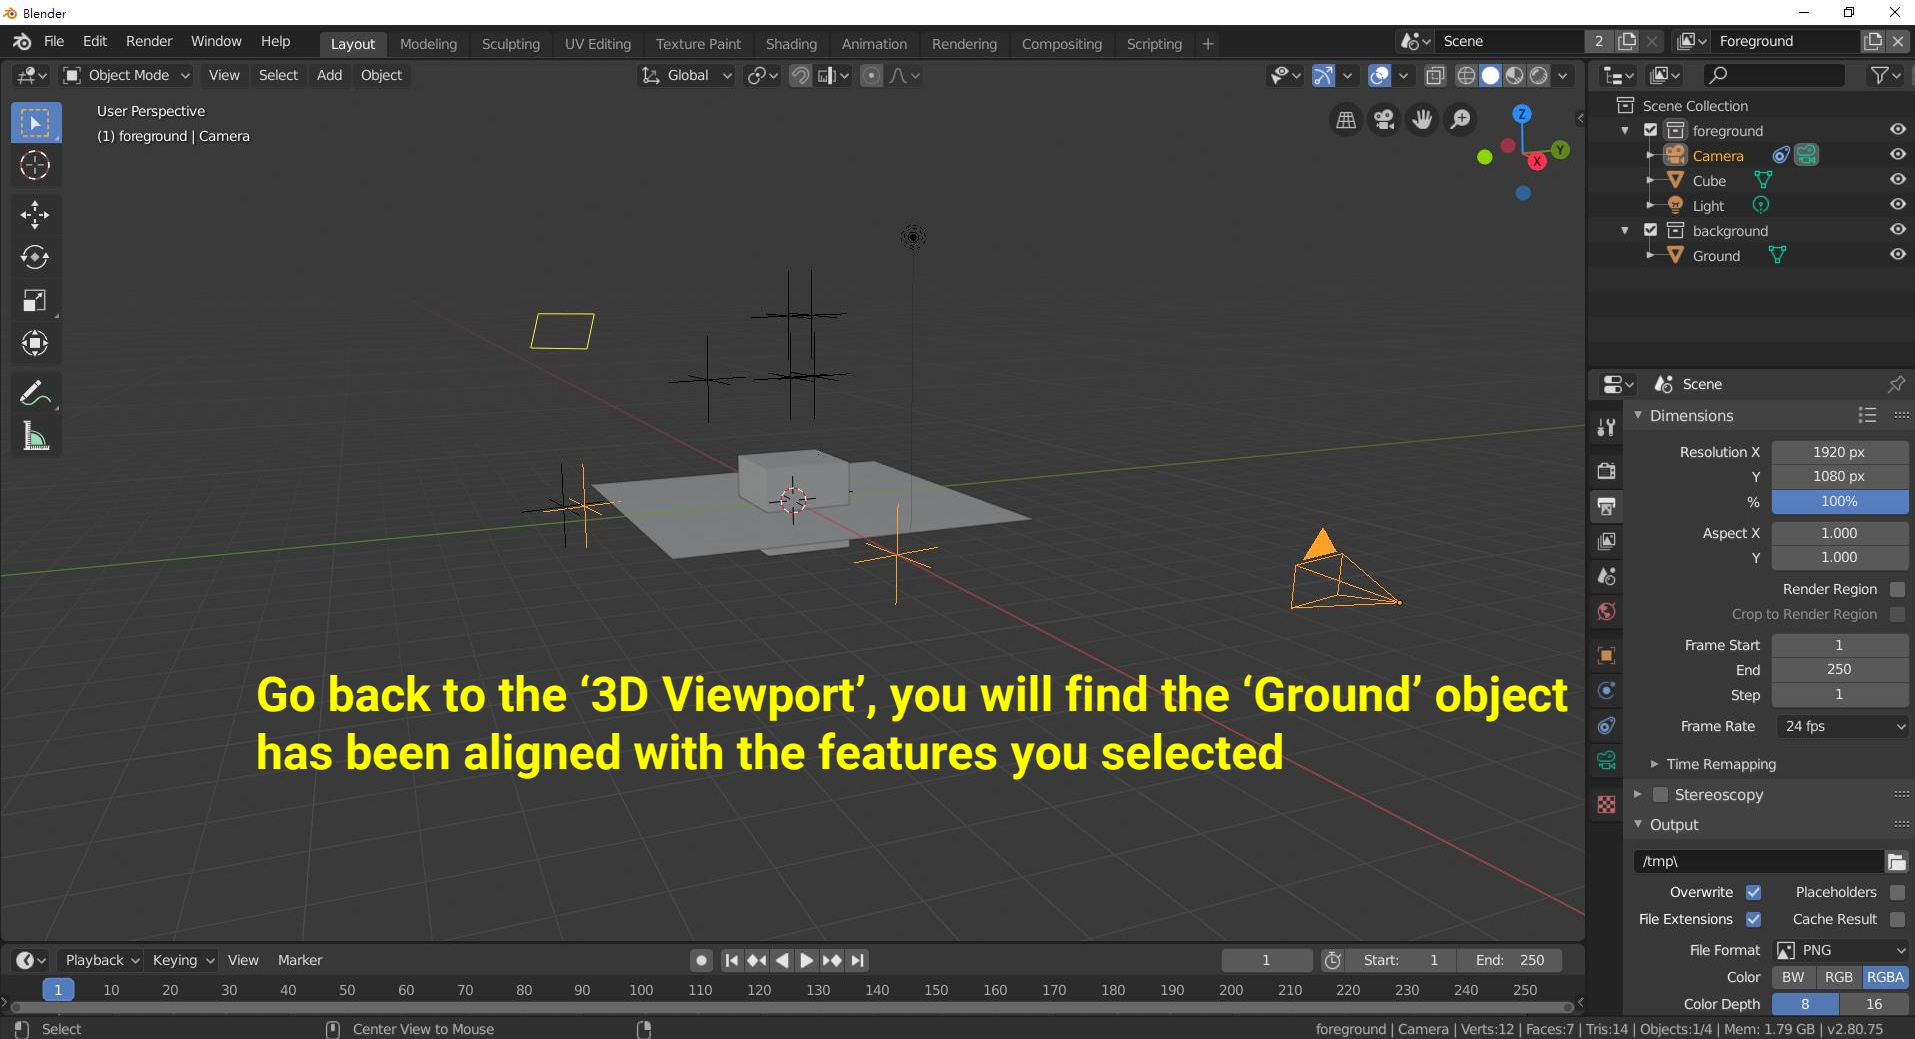 Blender
File Edit Render Window Help Layout Modeling Sculpting UV Editing Texture Paint Shading Animation Rendering Compositing Scripting + Scene 2 Foreground
Object Mode View Select Add Object Global
User Perspective
(1) foreground | Camera
Z
Y
X
Scene Collection
foreground
Camera
Cube
Light
background
Ground
Scene
Dimensions
Resolution X 1920 px
Y 1080 px
% 100%
Aspect X 1.000
Y 1.000
Render Region
Crop to Render Region
Frame Start 1
End 250
Step 1
Frame Rate 24 fps
Time Remapping
Stereoscopy
Output
/tmp\
Overwrite Placeholders
File Extensions Cache Result
File Format PNG
Color BW RGB RGBA
Color Depth 8 16
Go back to the ‘3D Viewport’, you will find the ‘Ground’ object
has been aligned with the features you selected
Playback Keying View Marker 1 Start: 1 End: 250
1 10 20 30 40 50 60 70 80 90 100 110 120 130 140 150 160 170 180 190 200 210 220 230 240 250
Select Center View to Mouse foreground | Camera | Verts:12 | Faces:7 | Tris:14 | Objects:1/4 | Mem: 1.79 GB | v2.80.75